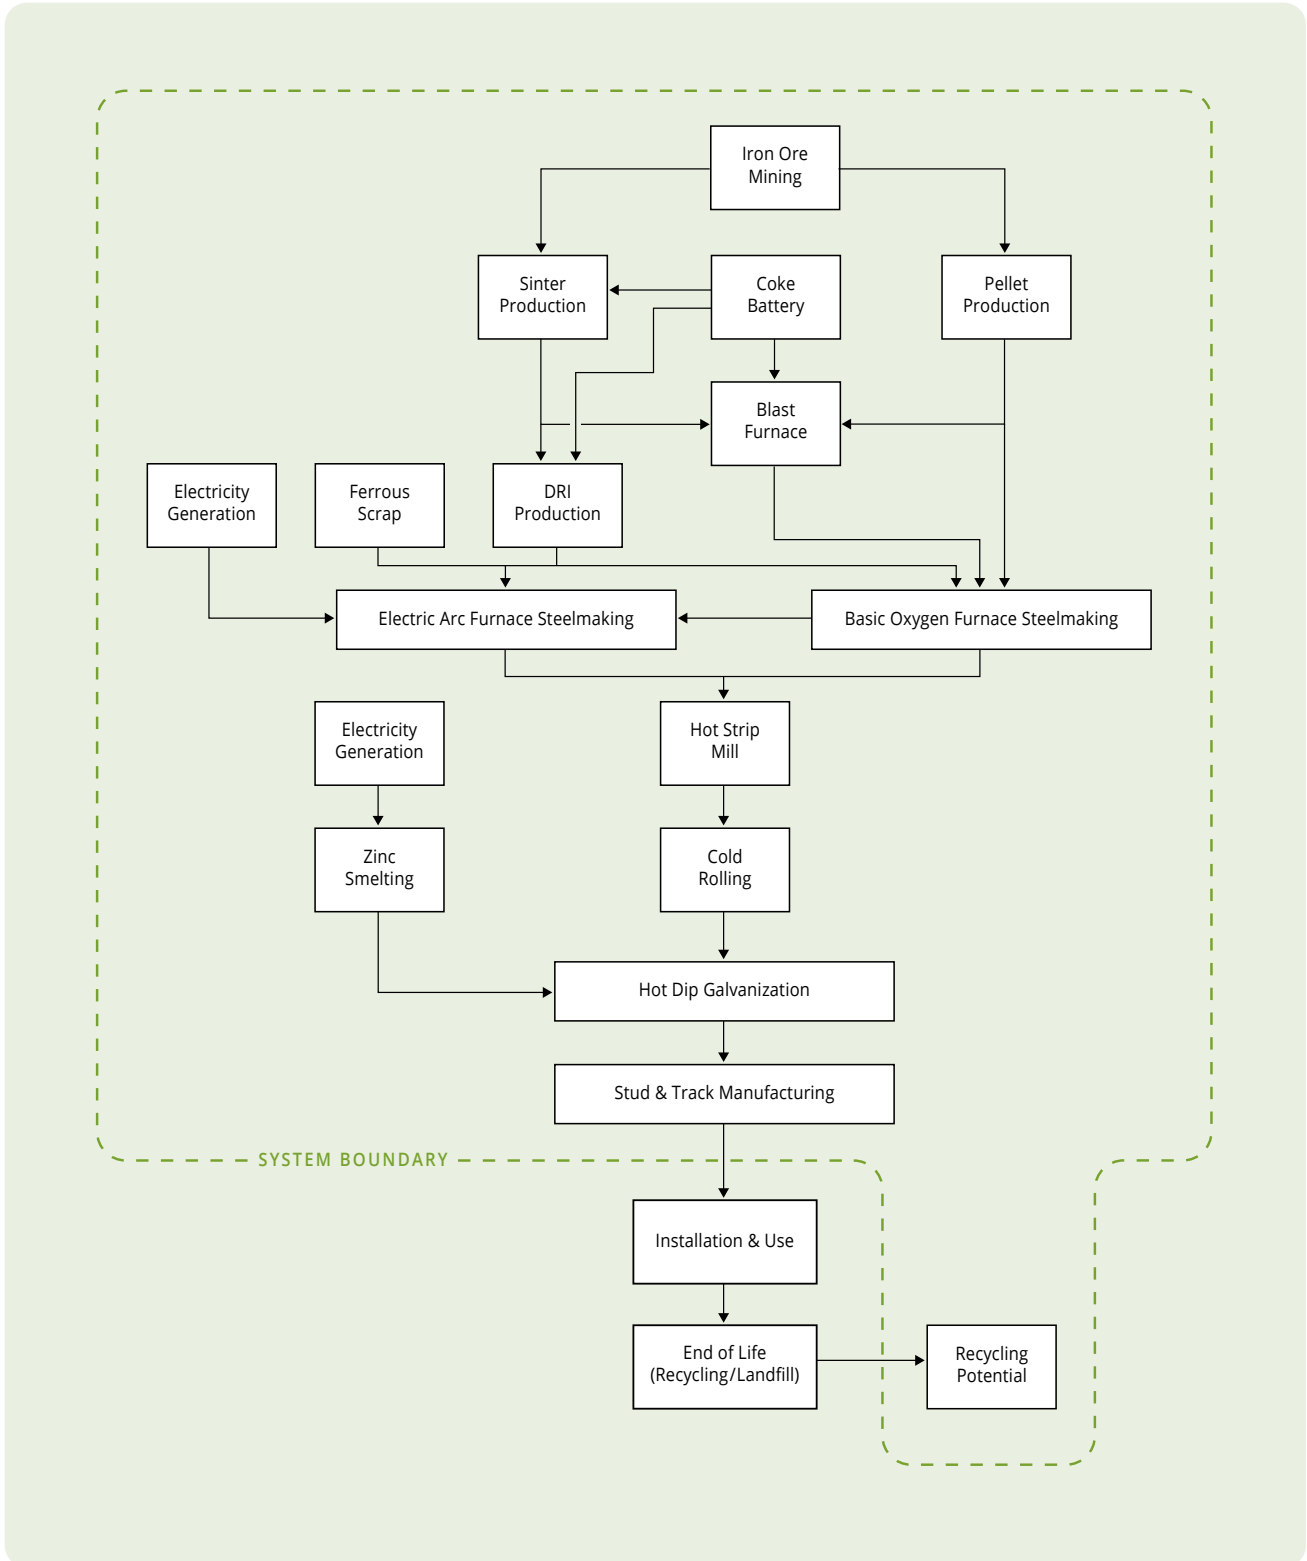 Iron Ore
Mining
Sinter
Production
Coke
Battery
Pellet
Production
Blast
Furnace
Electricity
Generation
Ferrous
Scrap
DRI
Production
Electric Arc Furnace Steelmaking
Basic Oxygen Furnace Steelmaking
Electricity
Generation
Hot Strip
Mill
Zinc
Smelting
Cold
Rolling
Hot Dip Galvanization
Stud & Track Manufacturing
SYSTEM BOUNDARY
Installation & Use
End of Life
(Recycling/Landfill)
Recycling
Potential